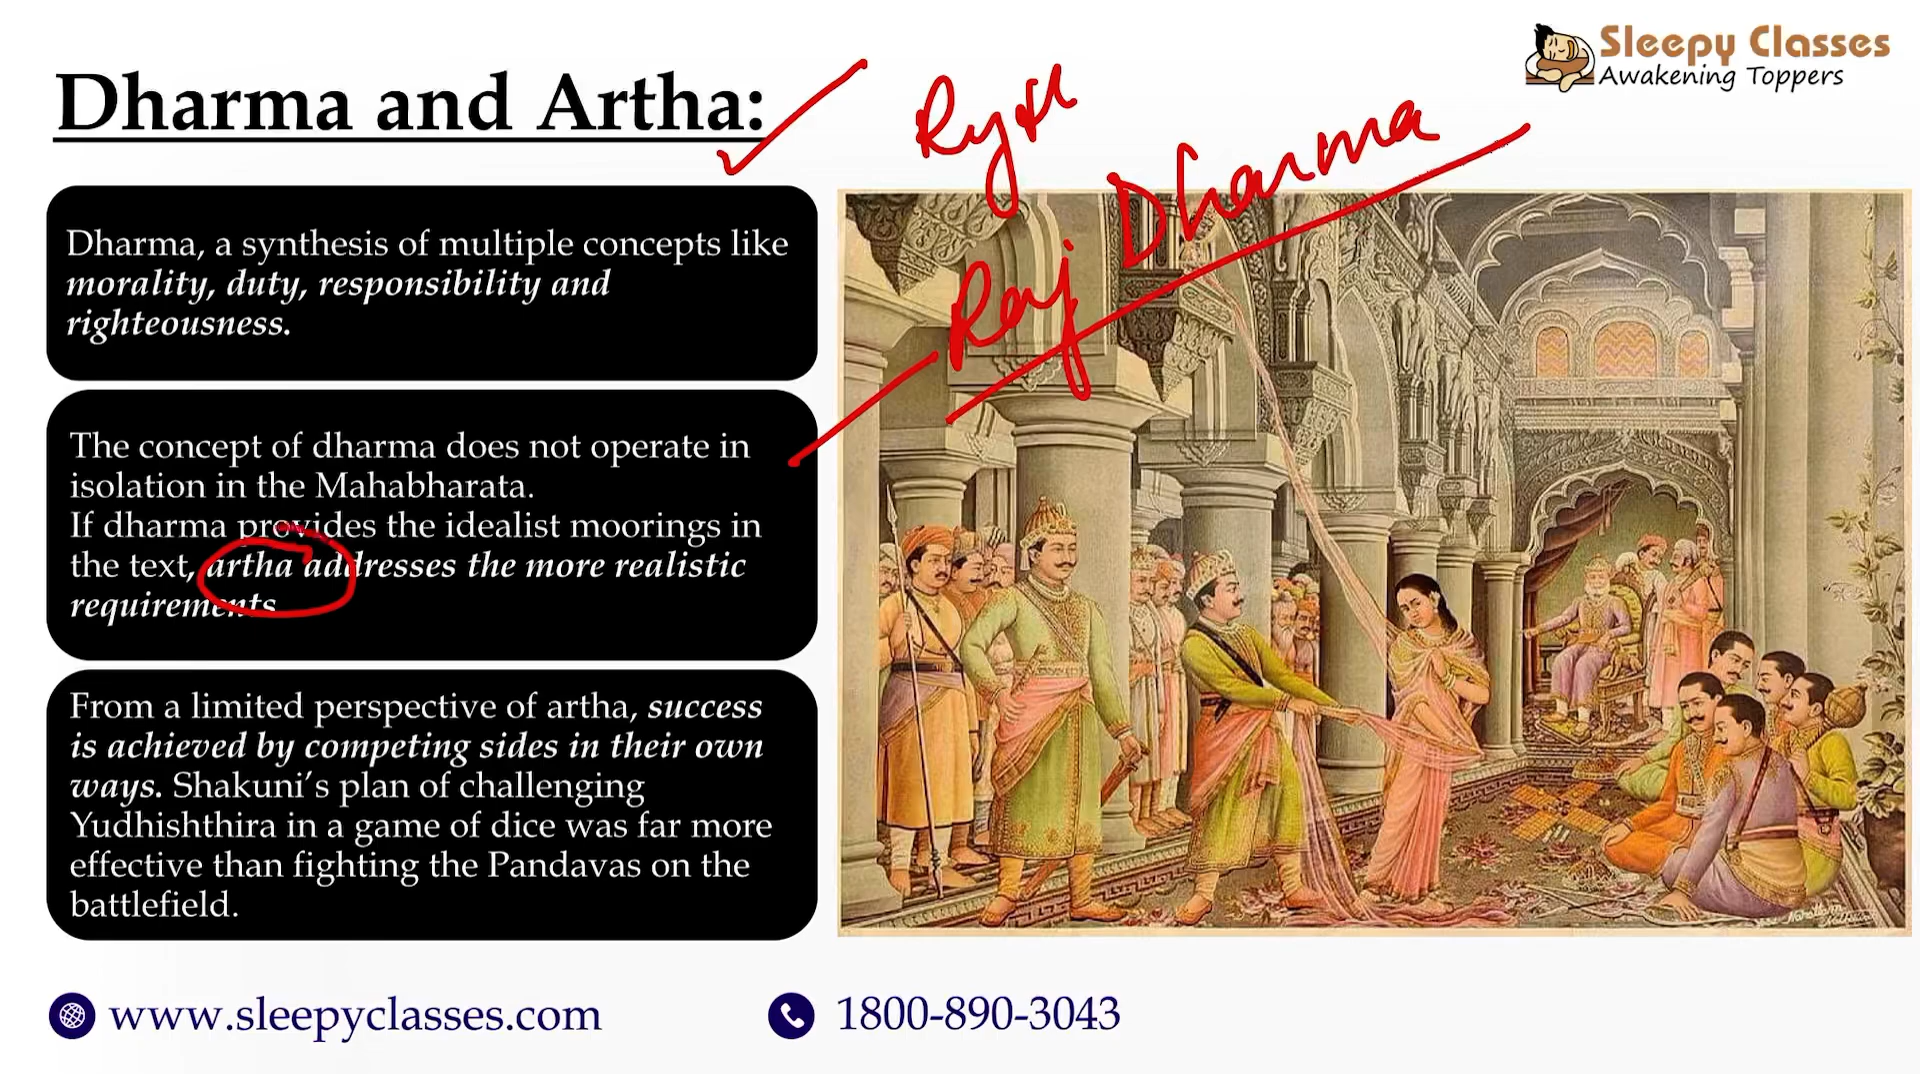 Sleepy Classes
Awakening Toppers
Dharma and Artha:
Raj Dharma
Dharma, a synthesis of multiple concepts like
morality, duty, responsibility and
righteousness.
The concept of dharma does not operate in
isolation in the Mahabharata.
If dharma provides the idealist moorings in
the text, artha addresses the more realistic
requirements
From a limited perspective of artha, success
is achieved by competing sides in their own
ways. Shakuni's plan of challenging
Yudhishthira in a game of dice was far more
effective than fighting the Pandavas on the
battlefield.
www.sleepyclasses.com
1800-890-3043